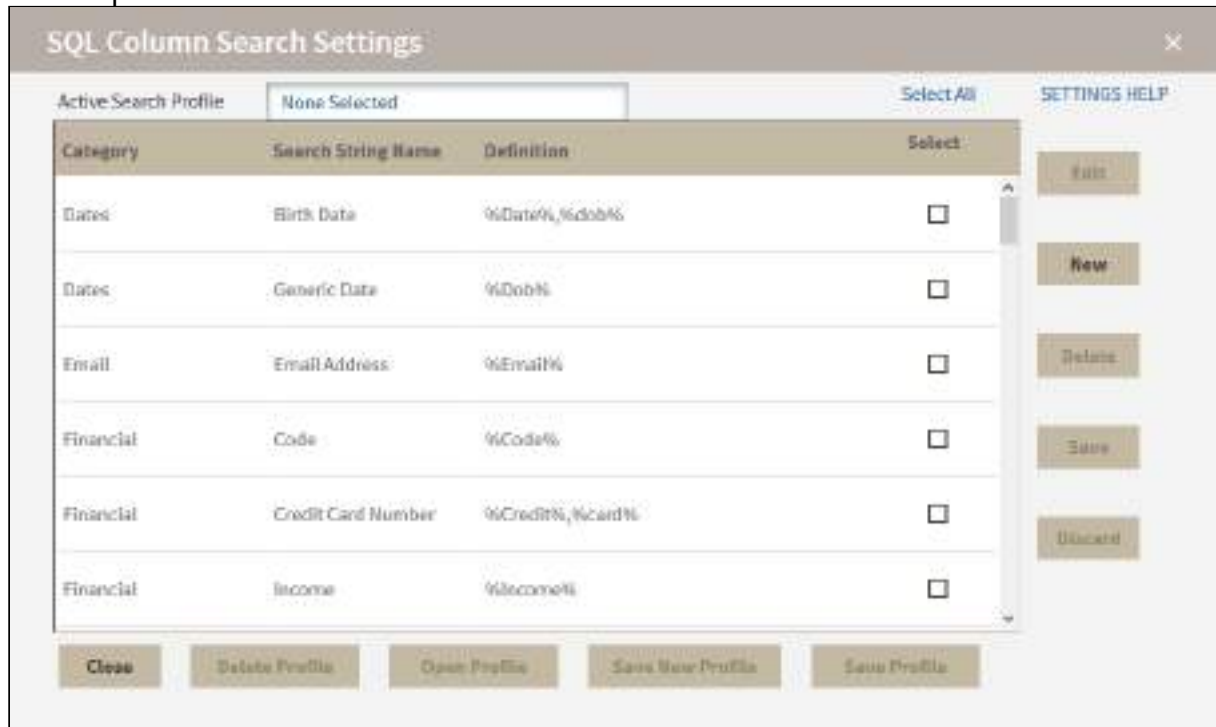 SQL Column Search Settings ×
Active Search Profile None Selected Select All SETTINGS HELP
Category Search String Name Definition Select
Edit
Dates Birth Date %Date%,%dob%
New
Dates Generic Date %Dob%
Delete
Email Email Address %Email%
Financial Code %Code%
Save
Financial Credit Card Number %Credit%,%card%
Discard
Financial Income %Income%
Close Delete Profile Open Profile Save New Profile Save Profile